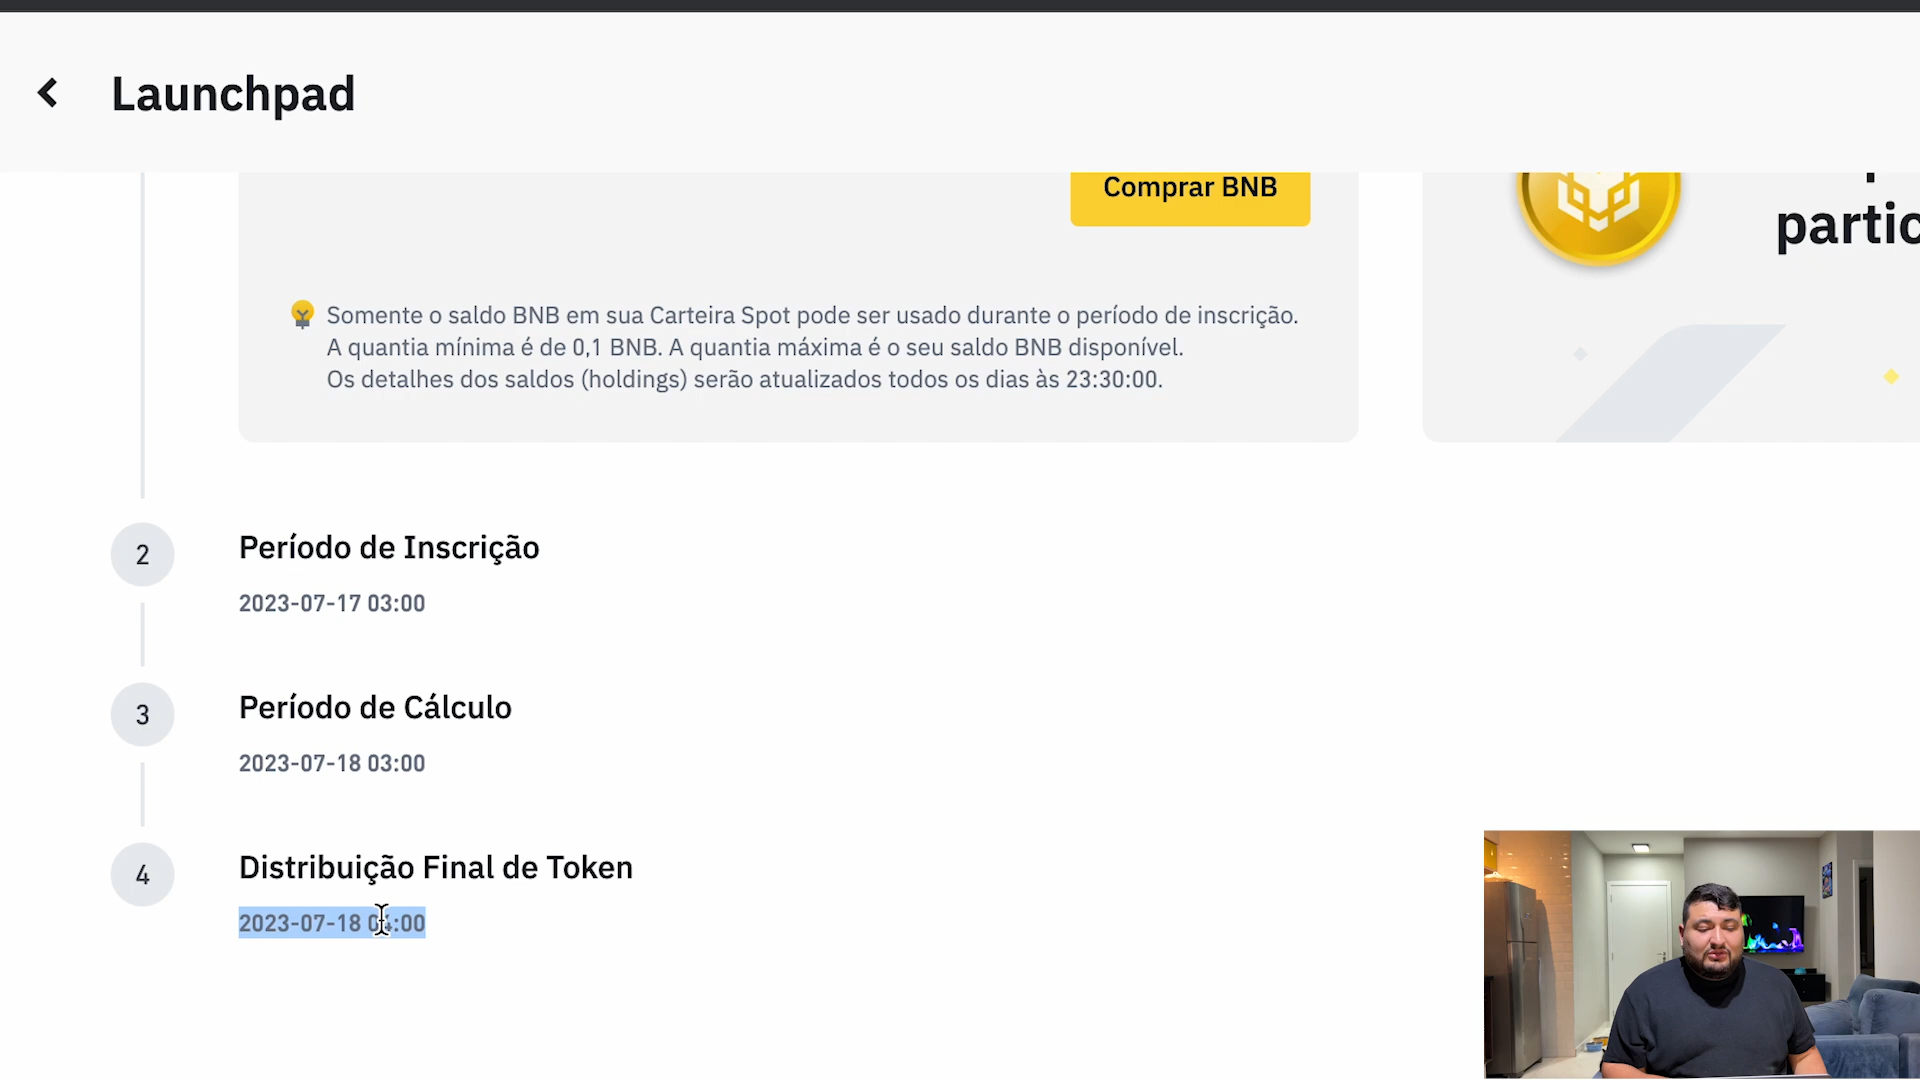 Launchpad
Comprar BNB
Somente o saldo BNB em sua Carteira Spot pode ser usado durante o período de inscrição.
A quantia mínima é de 0,1 BNB. A quantia máxima é o seu saldo BNB disponível.
Os detalhes dos saldos (holdings) serão atualizados todos os dias às 23:30:00.
2
Período de Inscrição
2023-07-17 03:00
3
Período de Cálculo
2023-07-18 03:00
4
Distribuição Final de Token
2023-07-18 04:00